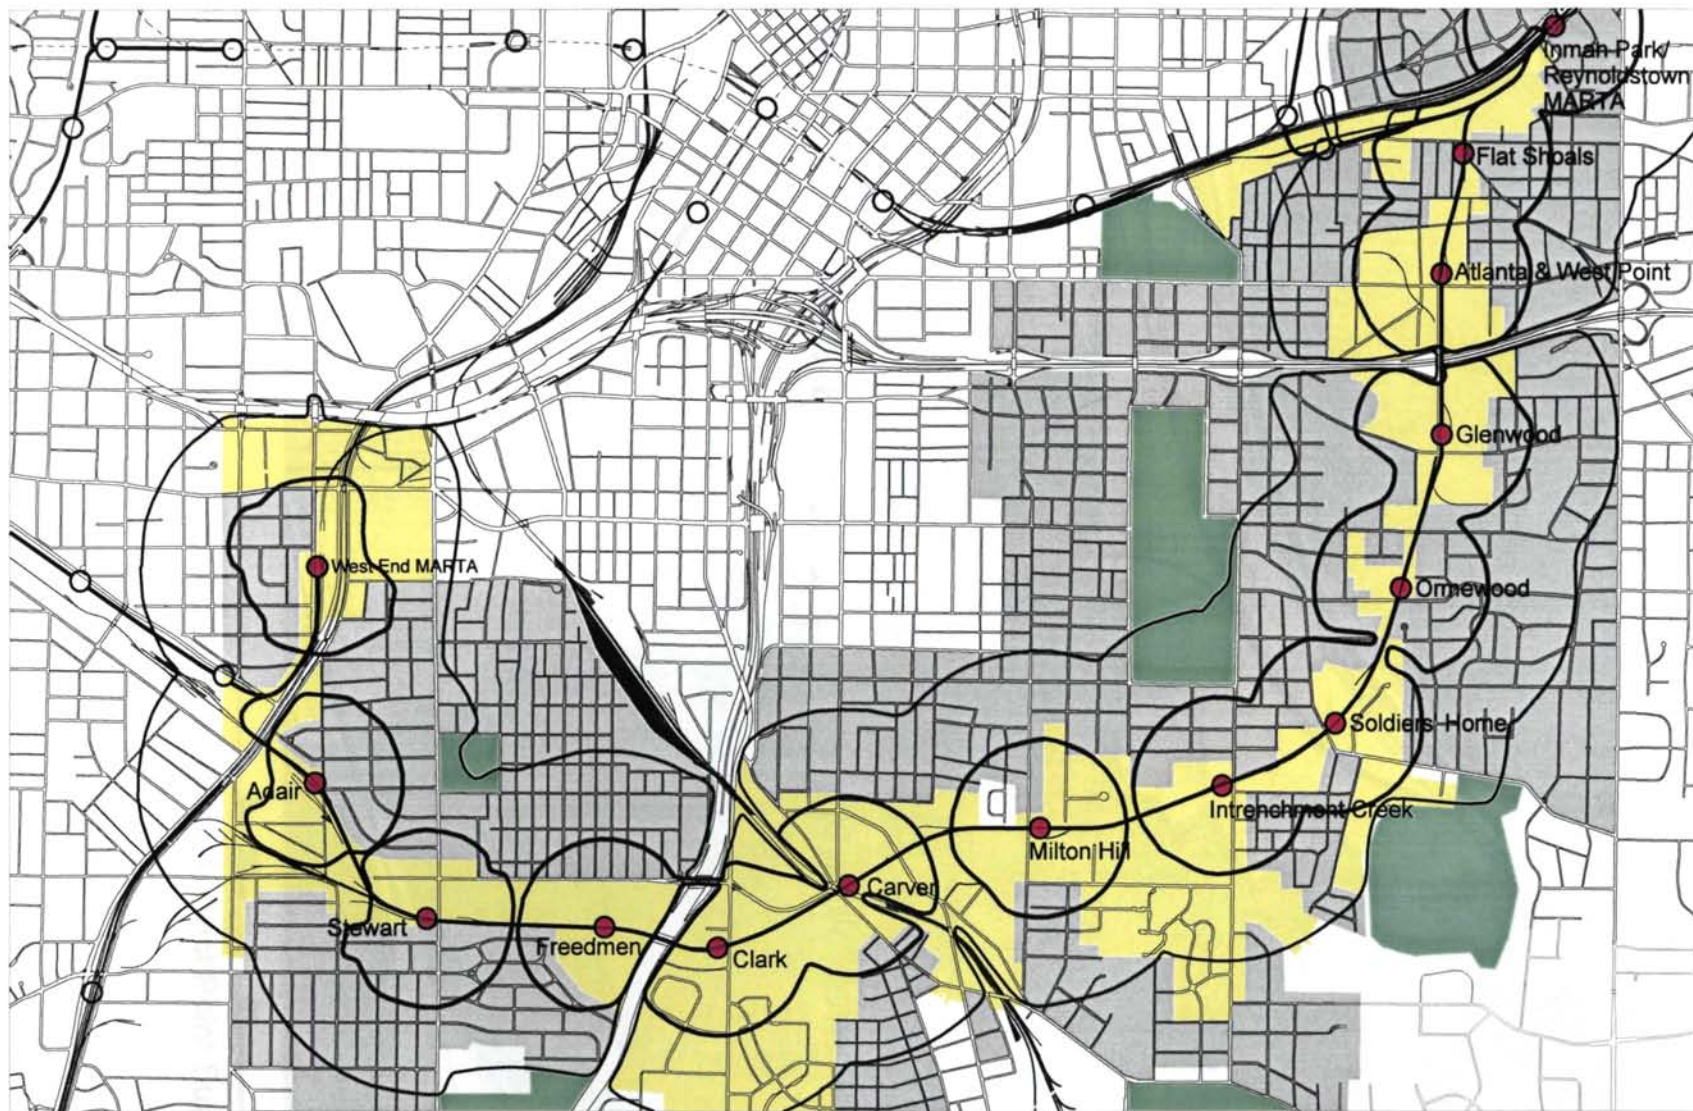 Inman Park/
Reynoldstown
MARTA
Flat Shoals
Atlanta & West Point
Glenwood
West End MARTA
Ormewood
Soldiers Home
Adair
Intrenchment Creek
Milton Hill
Carver
Stewart
Freedmen
Clark